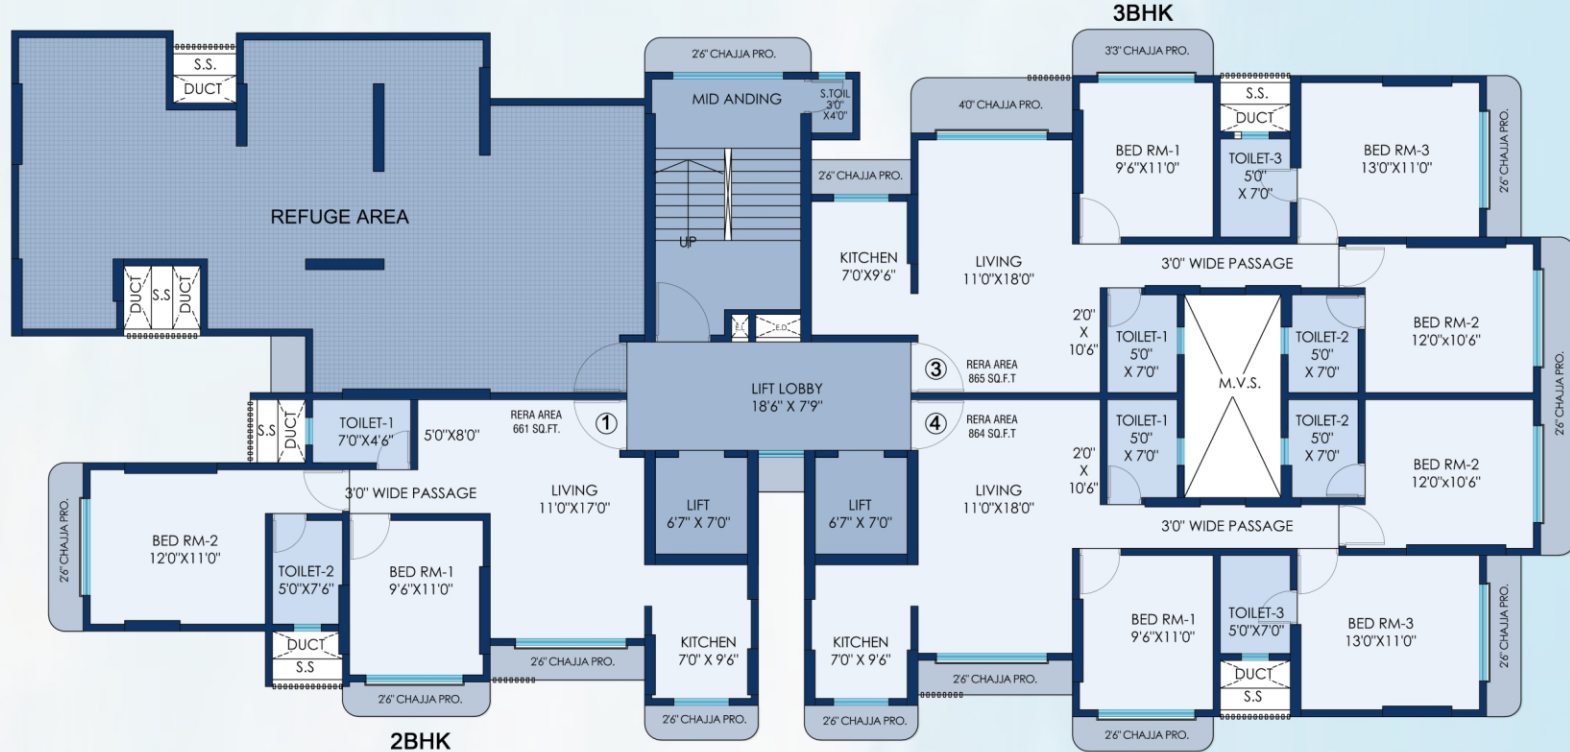 3BHK
2'6" CHAJJA PRO.
3'3" CHAJJA PRO.
S.S.
DUCT
MID ANDING
S.TOIL
3'0"
X4'0"
4'0" CHAJJA PRO.
S.S.
DUCT
2'6" CHAJJA PRO.
BED RM-1
9'6"X11'0"
TOILET-3
5'0"
X 7'0"
BED RM-3
13'0"X11'0"
2'6" CHAJJA PRO.
REFUGE AREA
UP
KITCHEN
7'0'X9'6"
LIVING
11'0"X18'0"
3'0" WIDE PASSAGE
DUCT
S.S
DUCT
E.D.
2'0"
X
10'6"
TOILET-1
5'0"
X 7'0"
TOILET-2
5'0"
X 7'0"
BED RM-2
12'0"x10'6"
3
RERA AREA
865 SQ.F.T
LIFT LOBBY
18'6" X 7'9"
M.V.S.
2'6" CHAJJA PRO.
S.S
DUCT
TOILET-1
7'0"X4'6"
5'0"X8'0"
RERA AREA
661 SQ.FT.
1
4
RERA AREA
864 SQ.F.T
TOILET-1
5'0"
X 7'0"
TOILET-2
5'0"
X 7'0"
2'0"
X
10'6"
BED RM-2
12'0"x10'6"
3'0" WIDE PASSAGE
LIVING
11'0"X17'0"
LIFT
6'7" X 7'0"
LIFT
6'7" X 7'0"
LIVING
11'0"X18'0"
3'0" WIDE PASSAGE
2'6" CHAJJA PRO.
BED RM-2
12'0"X11'0"
TOILET-2
5'0"X7'6"
BED RM-1
9'6"X11'0"
DUCT
S.S
KITCHEN
7'0" X 9'6"
KITCHEN
7'0" X 9'6"
BED RM-1
9'6"X11'0"
TOILET-3
5'0"X7'0"
BED RM-3
13'0"X11'0"
2'6" CHAJJA PRO.
DUCT
S.S
2'6" CHAJJA PRO.
2'6" CHAJJA PRO.
2'6" CHAJJA PRO.
2'6" CHAJJA PRO.
2'6" CHAJJA PRO.
2'6" CHAJJA PRO.
2BHK